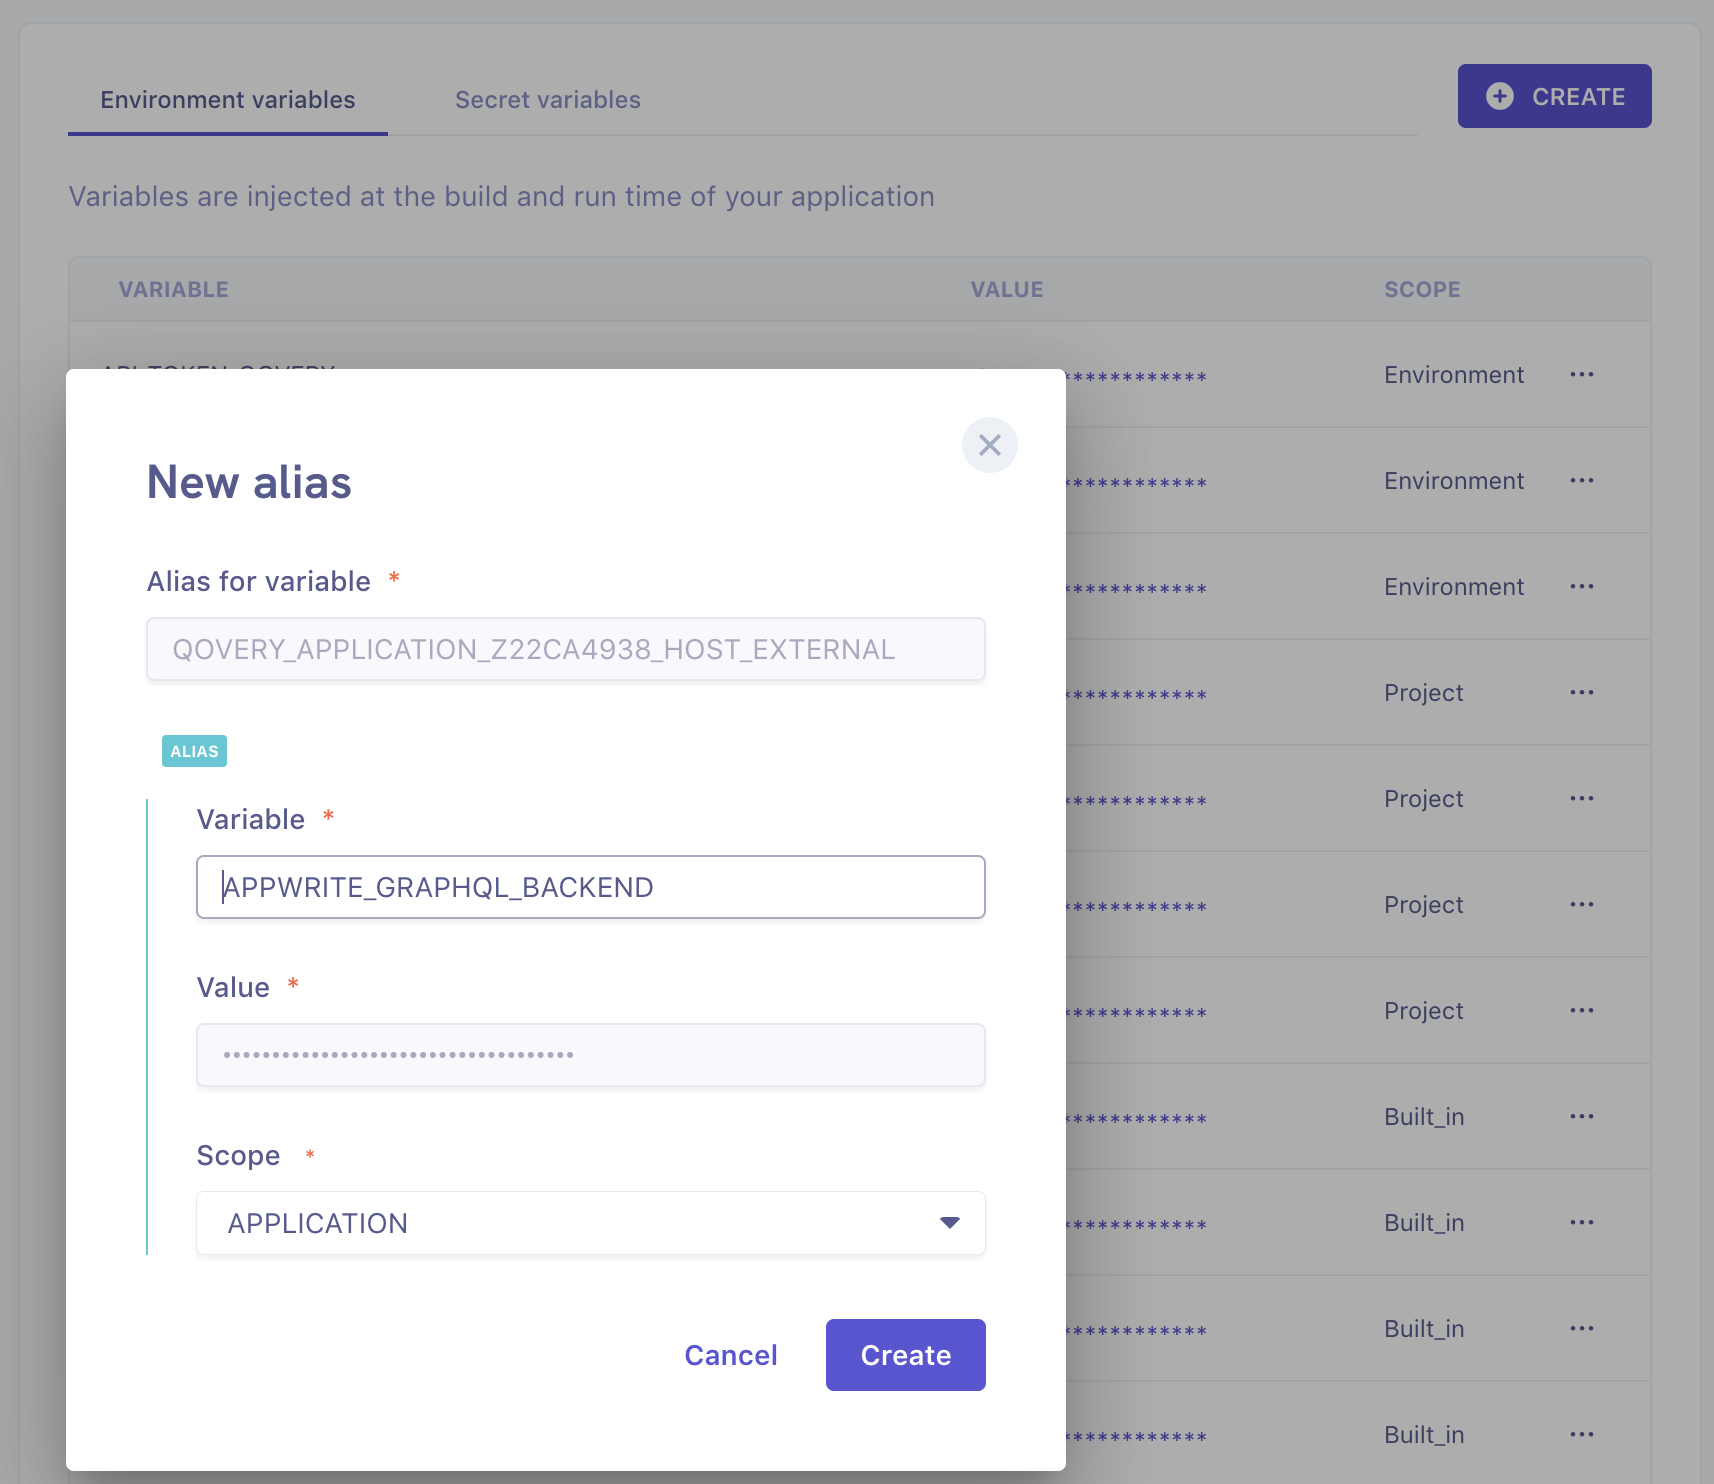 Environment variables
Secret variables
CREATE
Variables are injected at the build and run time of your application
VARIABLE VALUE SCOPE
************ Environment ...
************ Environment ...
************ Environment ...
************ Project ...
************ Project ...
************ Project ...
************ Project ...
************ Built_in ...
************ Built_in ...
************ Built_in ...
************ Built_in ...
New alias
Alias for variable *
QOVERY_APPLICATION_Z22CA4938_HOST_EXTERNAL
ALIAS
Variable *
APPWRITE_GRAPHQL_BACKEND
Value *
••••••••••••••••••••••••••••••••••••
Scope *
APPLICATION
Cancel
Create